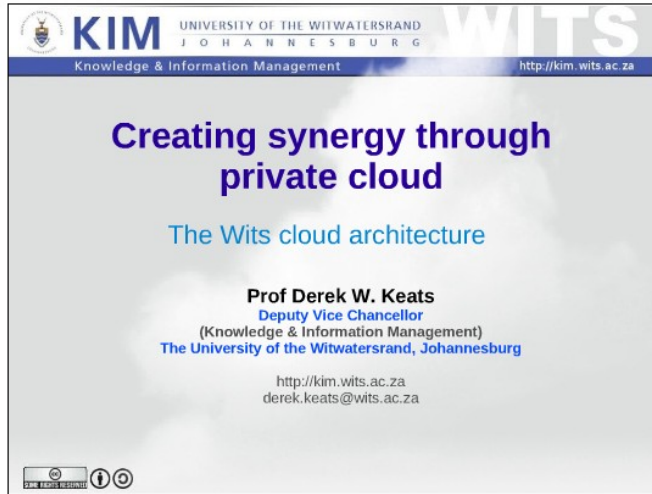 KIM
UNIVERSITY OF THE WITWATERSRAND
JOHANNESBURG
WITS
Knowledge & Information Management
http://kim.wits.ac.za
Creating synergy through
private cloud
The Wits cloud architecture
Prof Derek W. Keats
Deputy Vice Chancellor
(Knowledge & Information Management)
The University of the Witwatersrand, Johannesburg
http://kim.wits.ac.za
derek.keats@wits.ac.za
cc
SOME RIGHTS RESERVED